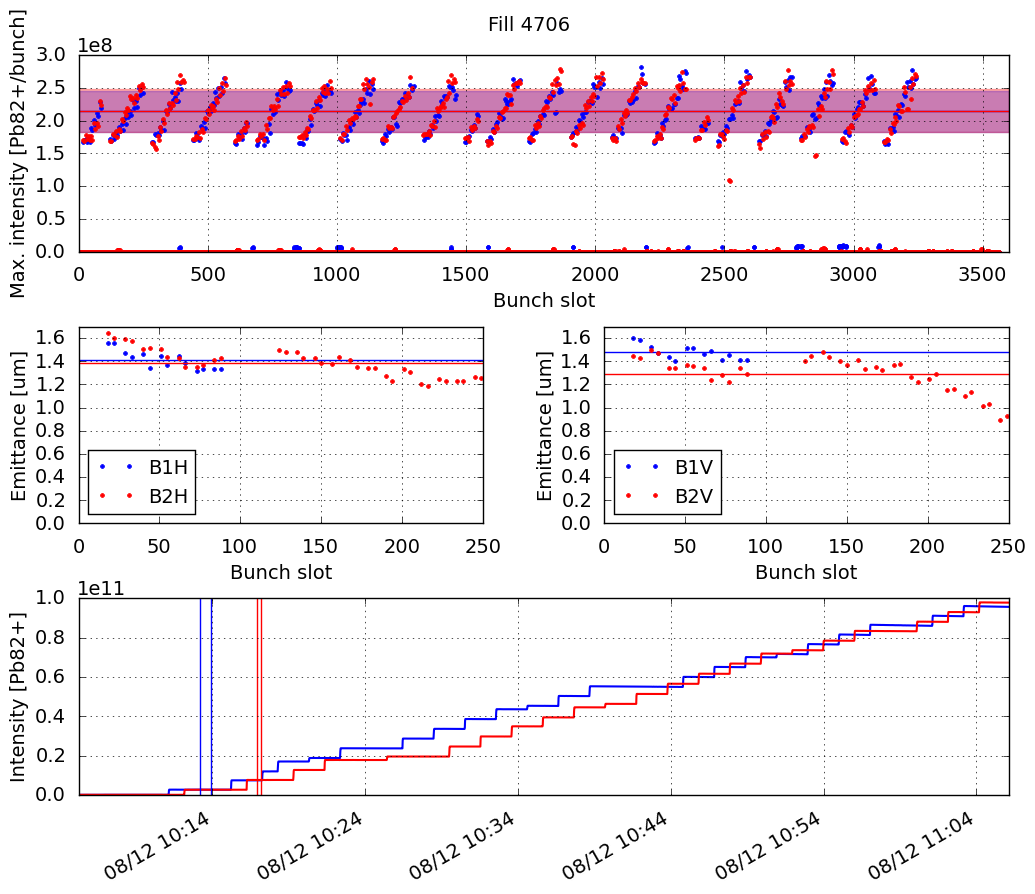 Fill 4706
1e8
Max. intensity [Pb82+/bunch]
3.0
2.5
2.0
1.5
1.0
0.5
0.0
0 500 1000 1500 2000 2500 3000 3500
Bunch slot
Emittance [um]
1.6
1.4
1.2
1.0
0.8
0.6
0.4
0.2
0.0
B1H
B2H
0 50 100 150 200 250
Bunch slot
Emittance [um]
1.6
1.4
1.2
1.0
0.8
0.6
0.4
0.2
0.0
B1V
B2V
0 50 100 150 200 250
Bunch slot
1e11
Intensity [Pb82+]
1.0
0.8
0.6
0.4
0.2
0.0
08/12 10:14
08/12 10:24
08/12 10:34
08/12 10:44
08/12 10:54
08/12 11:04